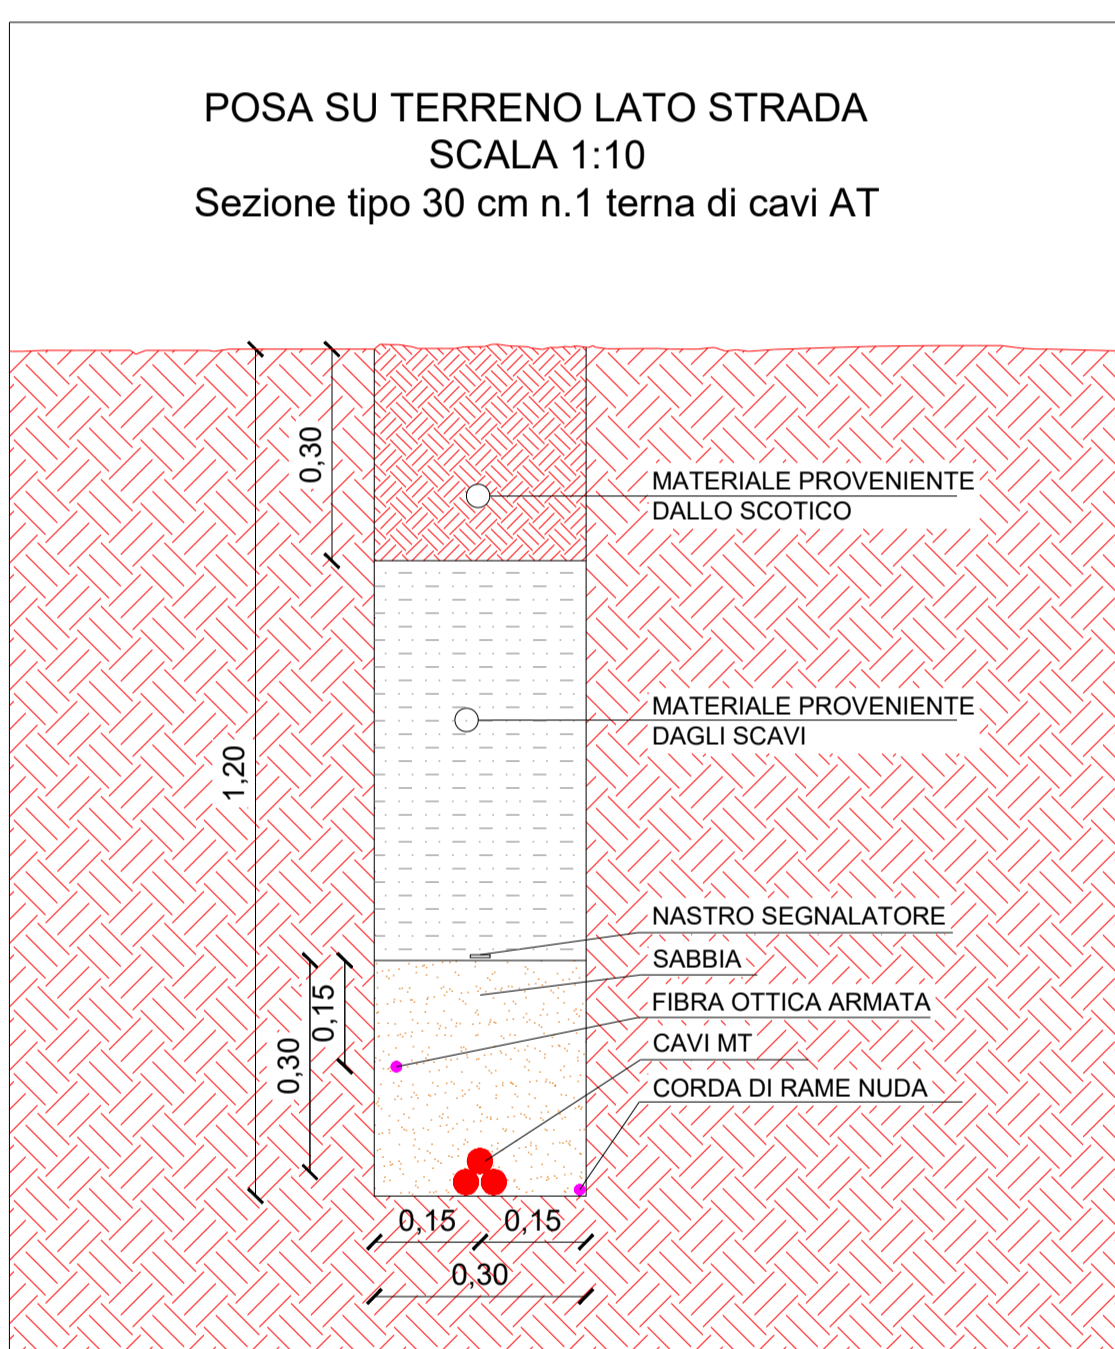 POSA SU TERRENO LATO STRADA
SCALA 1:10
Sezione tipo 30 cm n.1 terna di cavi AT
0,30
MATERIALE PROVENIENTE
DALLO SCOTICO
1,20
MATERIALE PROVENIENTE
DAGLI SCAVI
NASTRO SEGNALATORE
SABBIA
0,15
FIBRA OTTICA ARMATA
0,30
CAVI MT
CORDA DI RAME NUDA
0,15 0,15
0,30